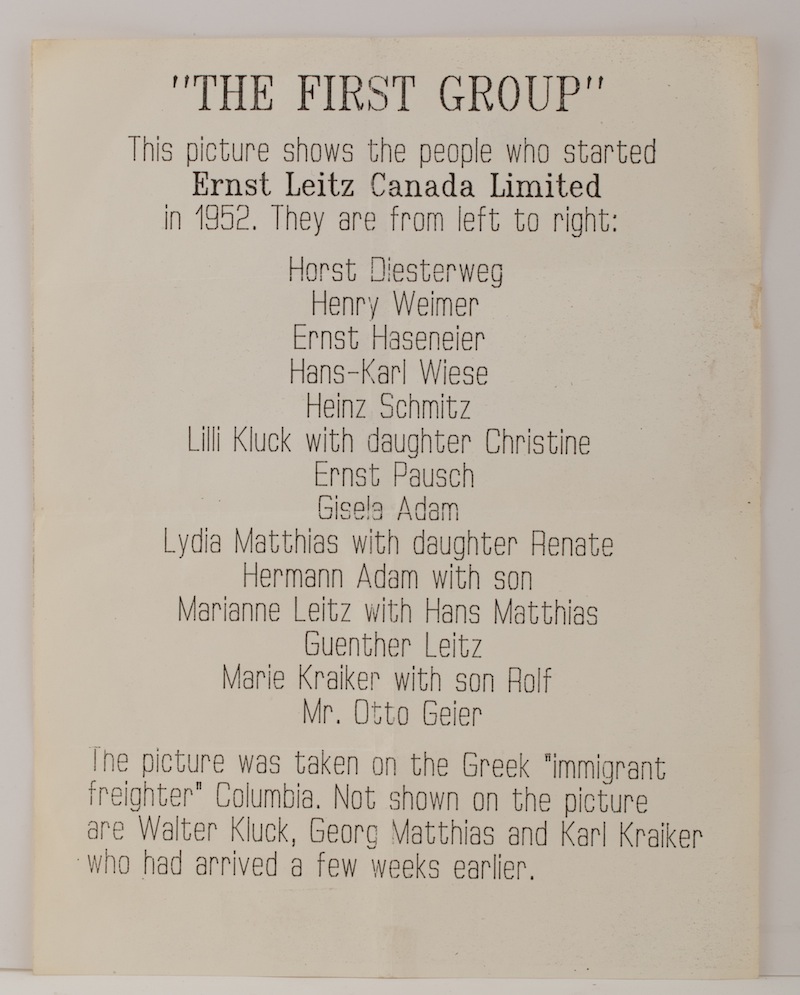 "THE FIRST GROUP"
This picture shows the people who started
Ernst Leitz Canada Limited
in 1952. They are from left to right:
Horst Diesterweg
Henry Weimer
Ernst Haseneier
Hans-Karl Wiese
Heinz Schmitz
Lilli Kluck with daughter Christine
Ernst Pausch
Gisela Adam
Lydia Matthias with daughter Renate
Hermann Adam with son
Marianne Leitz with Hans Matthias
Guenther Leitz
Marie Kraiker with son Rolf
Mr. Otto Geier
The picture was taken on the Greek "immigrant
freighter" Columbia. Not shown on the picture
are Walter Kluck, Georg Matthias and Karl Kraiker
who had arrived a few weeks earlier.